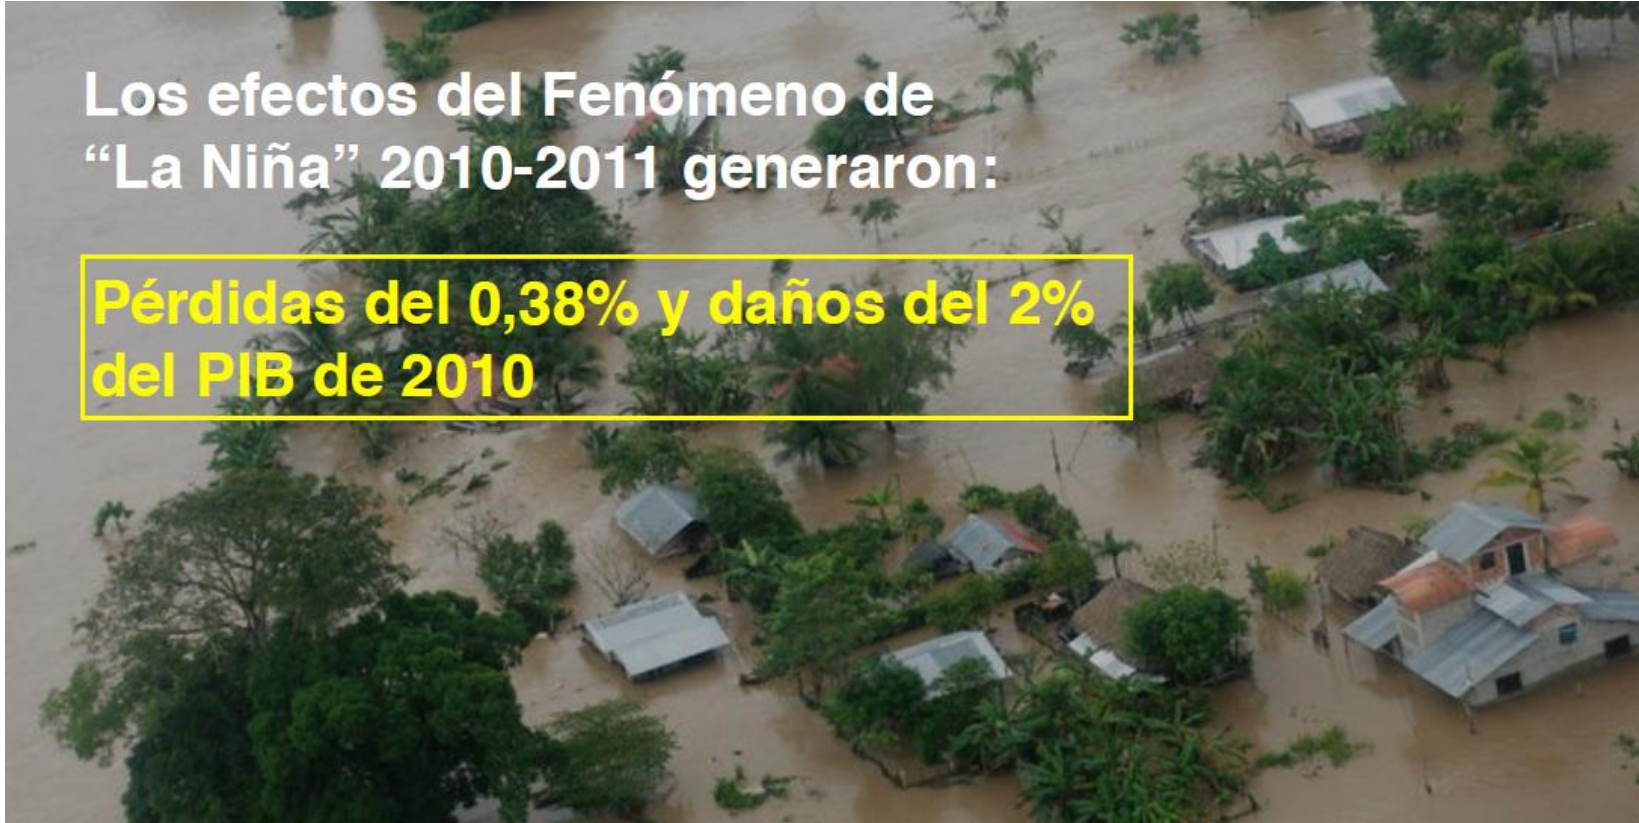 Los efectos del Fenómeno de
“La Niña” 2010-2011 generaron:
Pérdidas del 0,38% y daños del 2%
del PIB de 2010